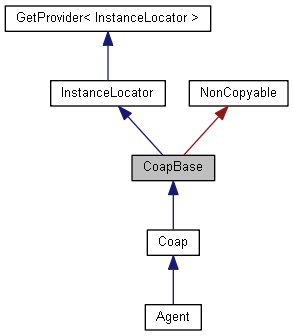 GetProvider< InstanceLocator >
InstanceLocator
NonCopyable
CoapBase
Coap
Agent